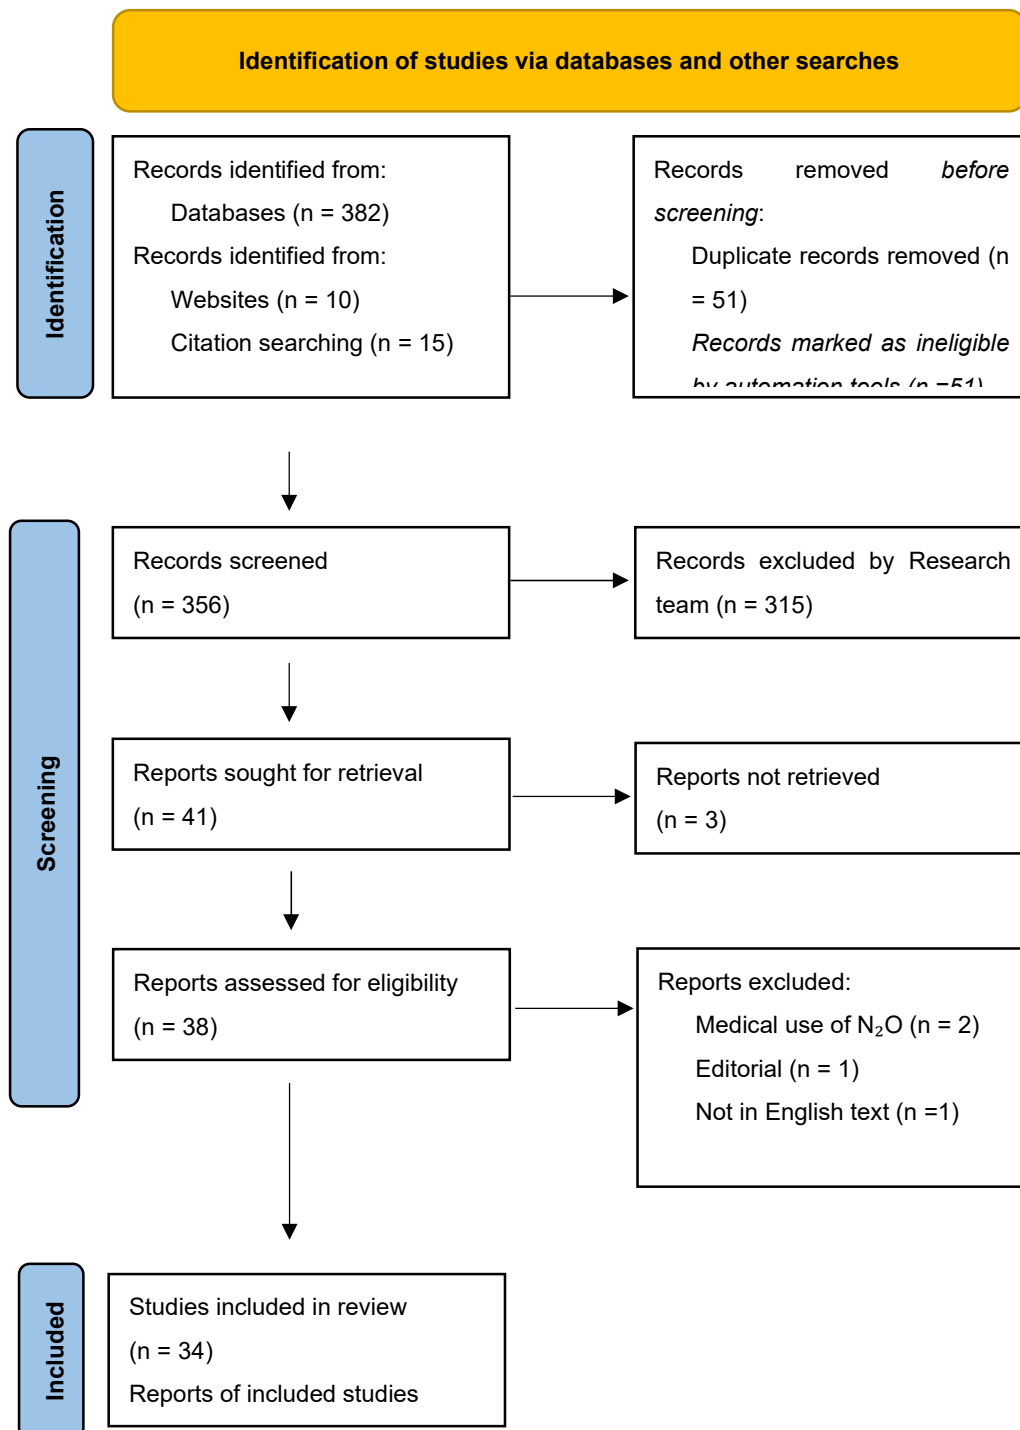 Identification of studies via databases and other searches
Identification
Records identified from:
Databases (n = 382)
Records identified from:
Websites (n = 10)
Citation searching (n = 15)
Records removed before
screening:
Duplicate records removed (n
= 51)
Records marked as ineligible
by automation tools (n =51)
Screening
Records screened
(n = 356)
Records excluded by Research
team (n = 315)
Reports sought for retrieval
(n = 41)
Reports not retrieved
(n = 3)
Reports assessed for eligibility
(n = 38)
Reports excluded:
Medical use of N₂O (n = 2)
Editorial (n = 1)
Not in English text (n =1)
Included
Studies included in review
(n = 34)
Reports of included studies